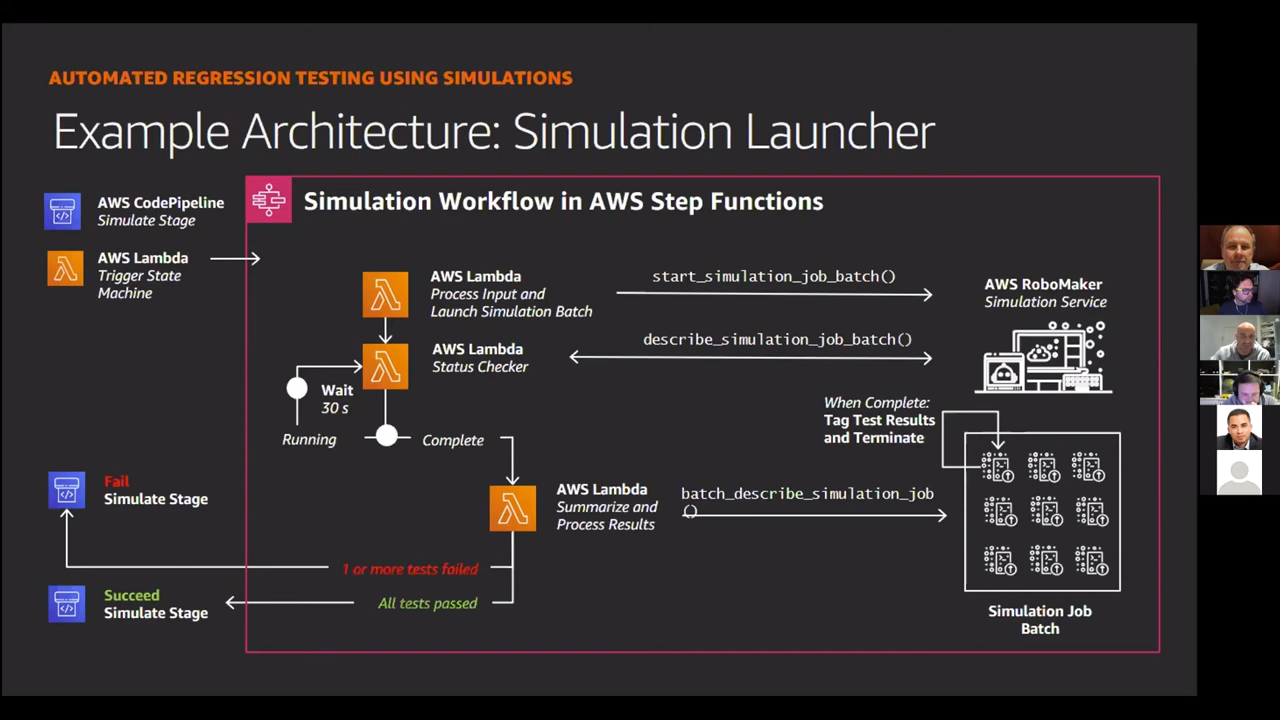 AUTOMATED REGRESSION TESTING USING SIMULATIONS
Example Architecture: Simulation Launcher
AWS CodePipeline
Simulate Stage
AWS Lambda
Trigger State
Machine
Simulation Workflow in AWS Step Functions
AWS Lambda
Process Input and
Launch Simulation Batch
start_simulation_job_batch()
AWS RoboMaker
Simulation Service
AWS Lambda
Status Checker
describe_simulation_job_batch()
Wait
30 s
Running
Complete
When Complete:
Tag Test Results
and Terminate
Fail
Simulate Stage
AWS Lambda
Summarize and
Process Results
batch_describe_simulation_job
()
1 or more tests failed
Succeed
Simulate Stage
All tests passed
Simulation Job
Batch